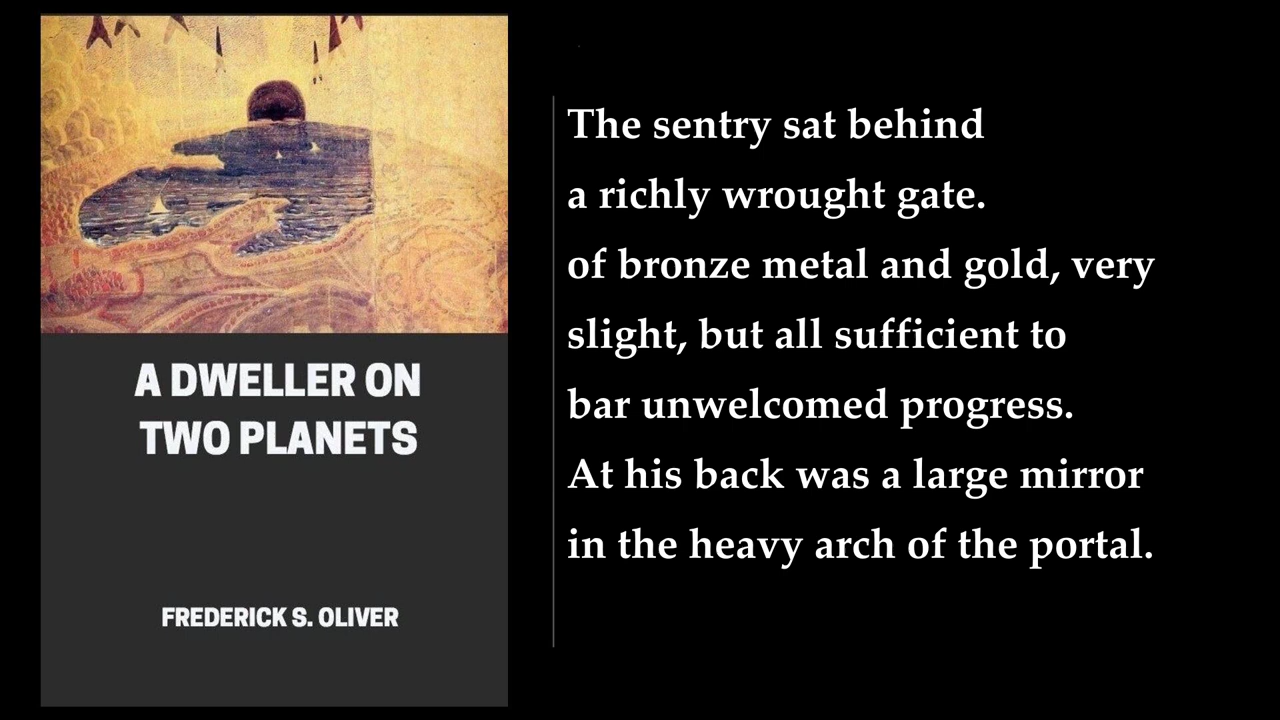 A DWELLER ON
TWO PLANETS
FREDERICK S. OLIVER
The sentry sat behind
a richly wrought gate.
of bronze metal and gold, very
slight, but all sufficient to
bar unwelcomed progress.
At his back was a large mirror
in the heavy arch of the portal.